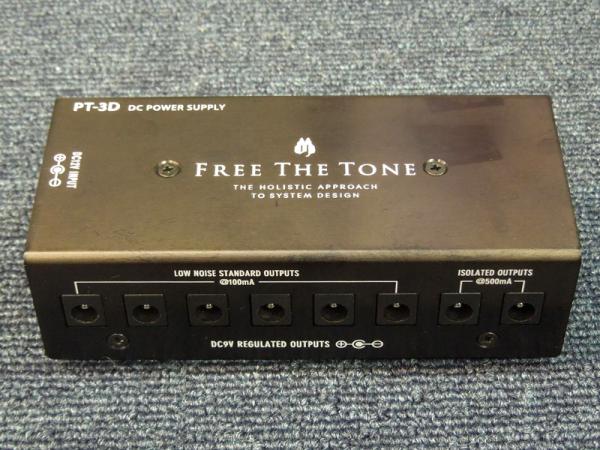 PT-3D DC POWER SUPPLY
DC12V INPUT
FREE THE TONE
THE HOLISTIC APPROACH
TO SYSTEM DESIGN
LOW NOISE STANDARD OUTPUTS
@100mA
ISOLATED OUTPUTS
@500mA
DC9V REGULATED OUTPUTS